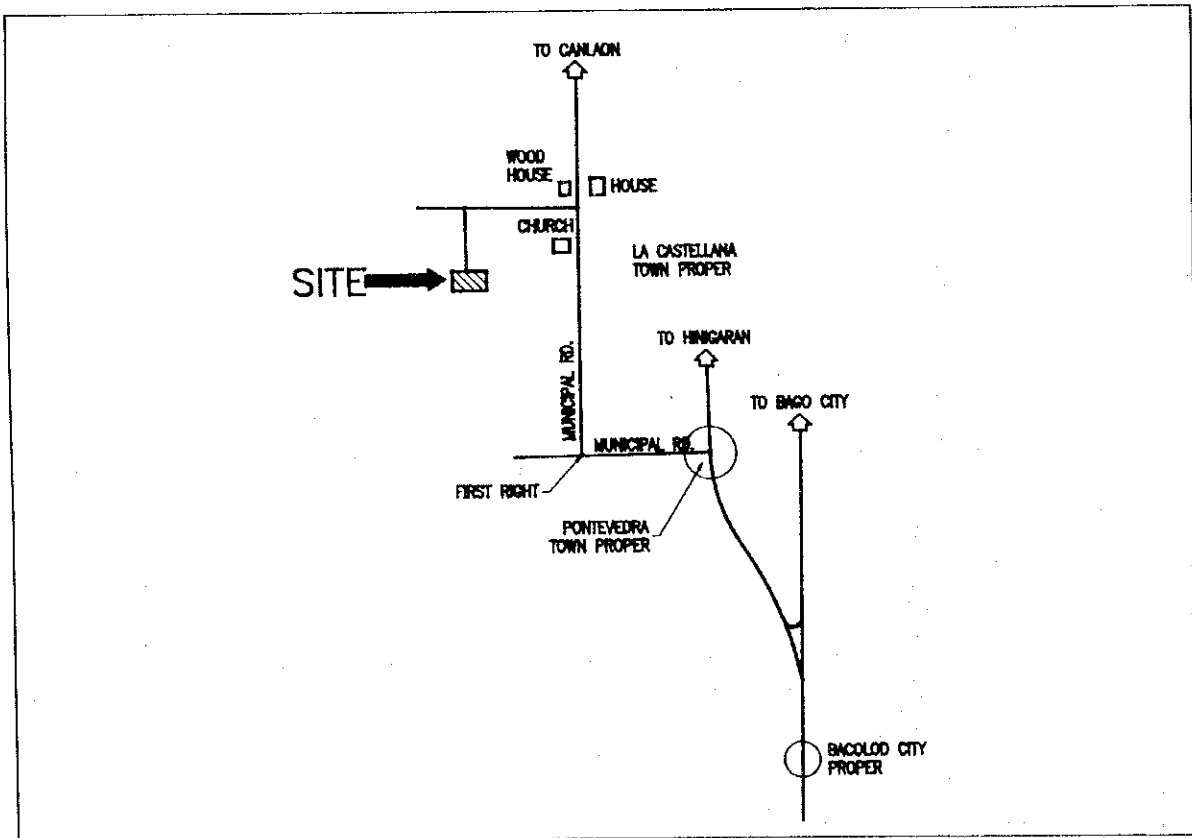 TO CANLAON
WOOD
HOUSE
HOUSE
CHURCH
LA CASTELLANA
TOWN PROPER
SITE
TO HINIGARAN
MUNICIPAL RD.
TO BAGO CITY
MUNICIPAL RD.
FIRST RIGHT
PONTEVEDRA
TOWN PROPER
BACOLOD CITY
PROPER